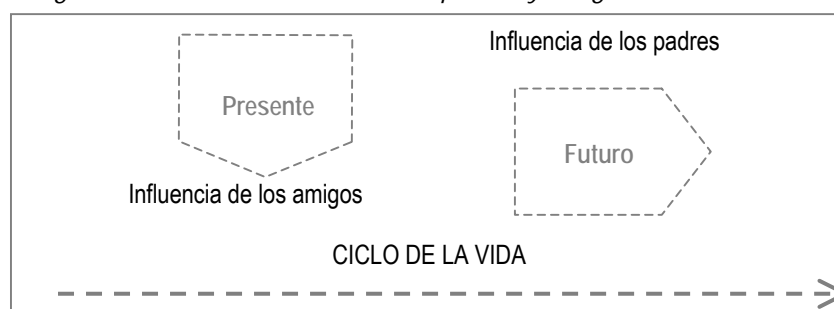 Influencia de los padres
Presente
Futuro
Influencia de los amigos
CICLO DE LA VIDA